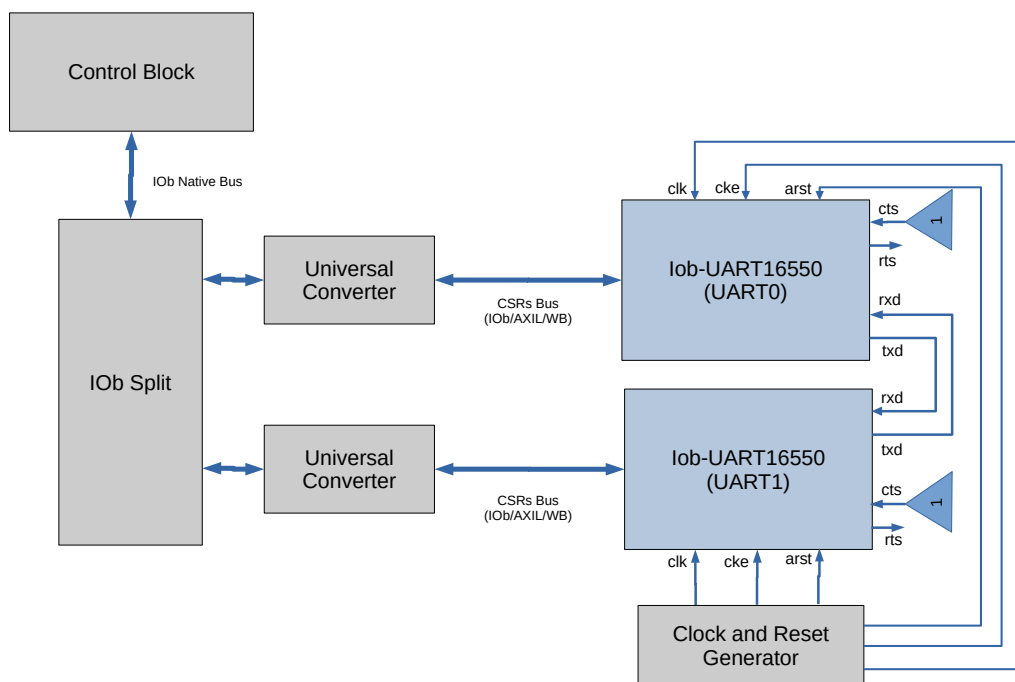 Control Block
IOb Native Bus
IOb Split
Universal
Converter
CSRs Bus
(IOb/AXIL/WB)
clk
cke
arst
Iob-UART16550
(UART0)
cts
1
rts
rxd
txd
Universal
Converter
CSRs Bus
(IOb/AXIL/WB)
Iob-UART16550
(UART1)
rxd
txd
cts
1
rts
clk
cke
arst
Clock and Reset
Generator